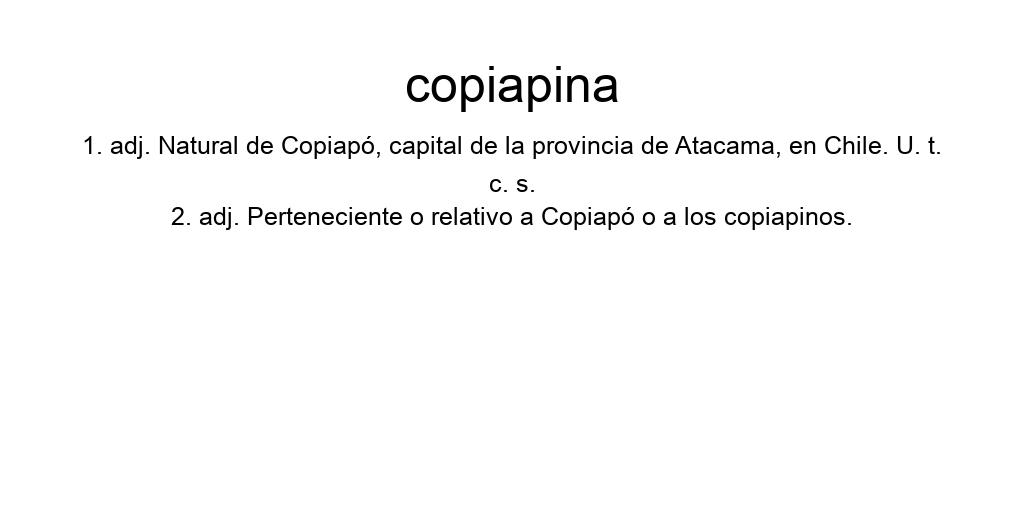 copiapina
1. adj. Natural de Copiapó, capital de la provincia de Atacama, en Chile. U. t.
c. s.
2. adj. Perteneciente o relativo a Copiapó o a los copiapinos.